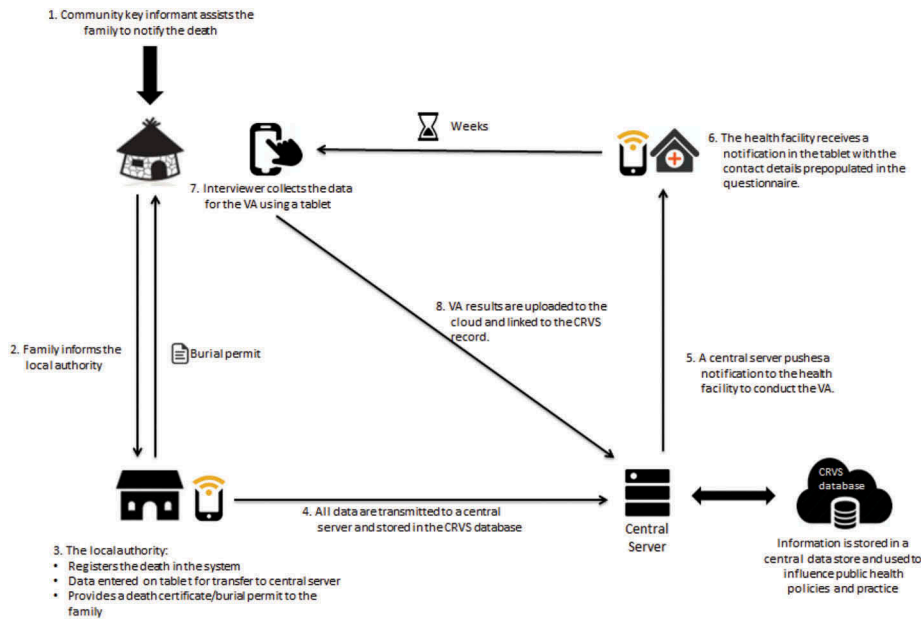 1. Community key informant assists the
family to notify the death
Weeks
6. The health facility receives a
notification in the tablet with the
contact details prepopulated in the
questionnaire.
7. Interviewer collects the data
for the VA using a tablet
8. VA results are uploaded to the
cloud and linked to the CRVS
record.
2. Family informs the
local authority
Burial permit
5. A central server pushes a
notification to the health
facility to conduct the VA.
4. All data are transmitted to a central
server and stored in the CRVS database
Central
Server
CRVS
database
Information is stored in a
central data store and used to
influence public health
policies and practice
3. The local authority:
• Registers the death in the system
• Data entered on tablet for transfer to central server
• Provides a death certificate/burial permit to the
family